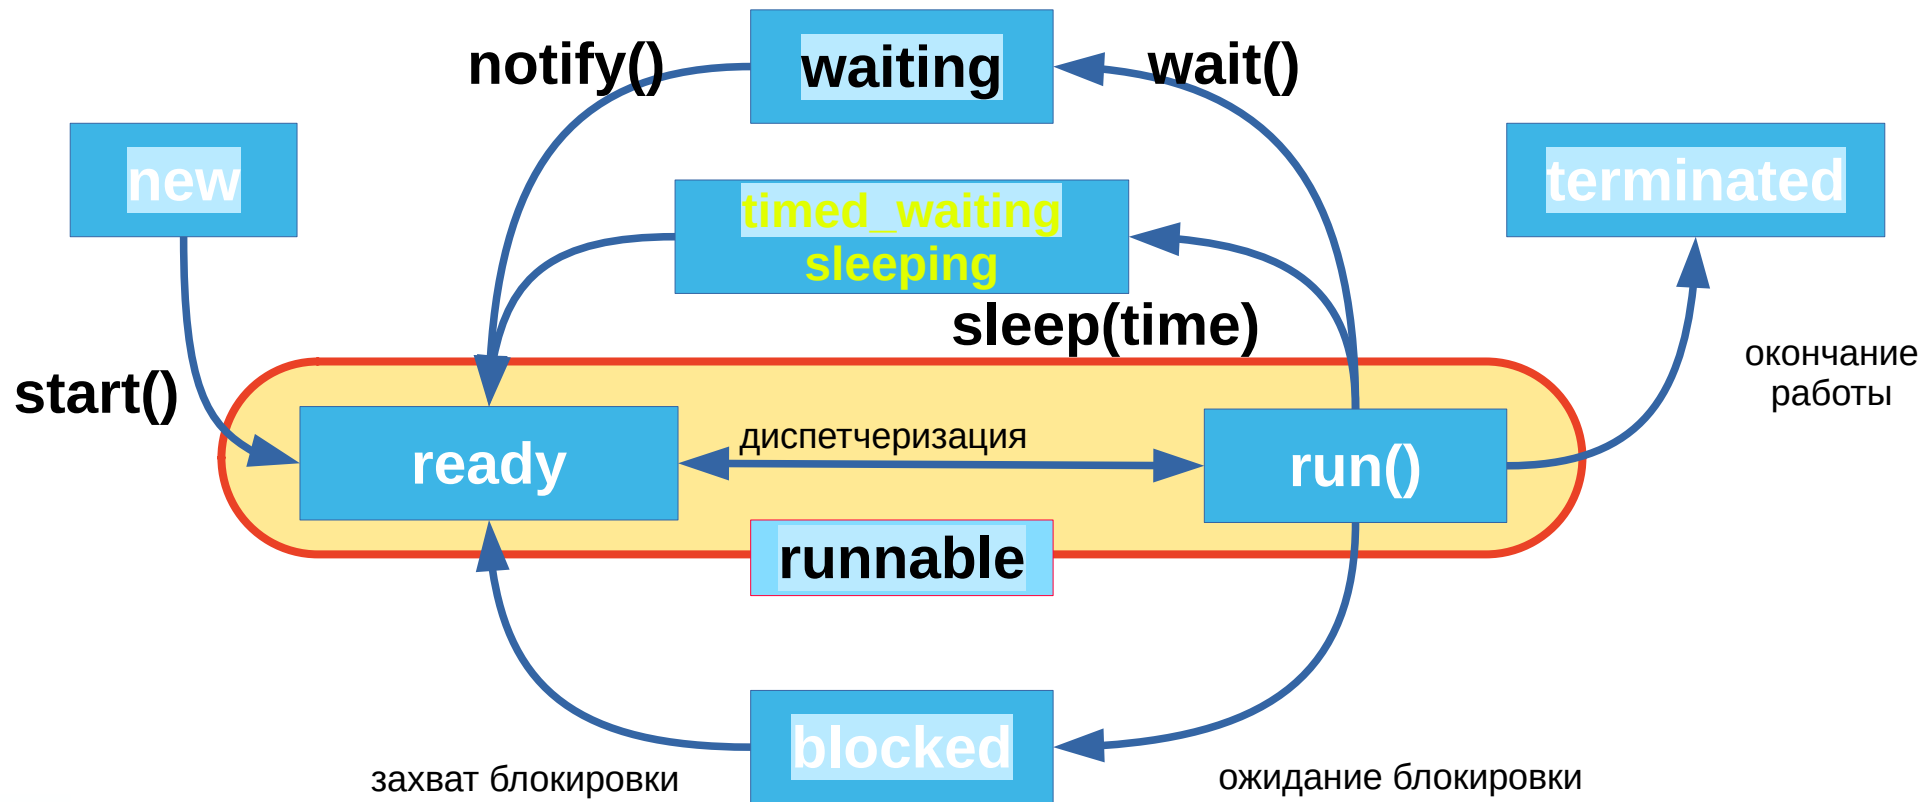 notify()
waiting
wait()
new
terminated
timed_waiting
sleeping
sleep(time)
start()
окончание
работы
ready
диспетчеризация
run()
runnable
blocked
захват блокировки
ожидание блокировки